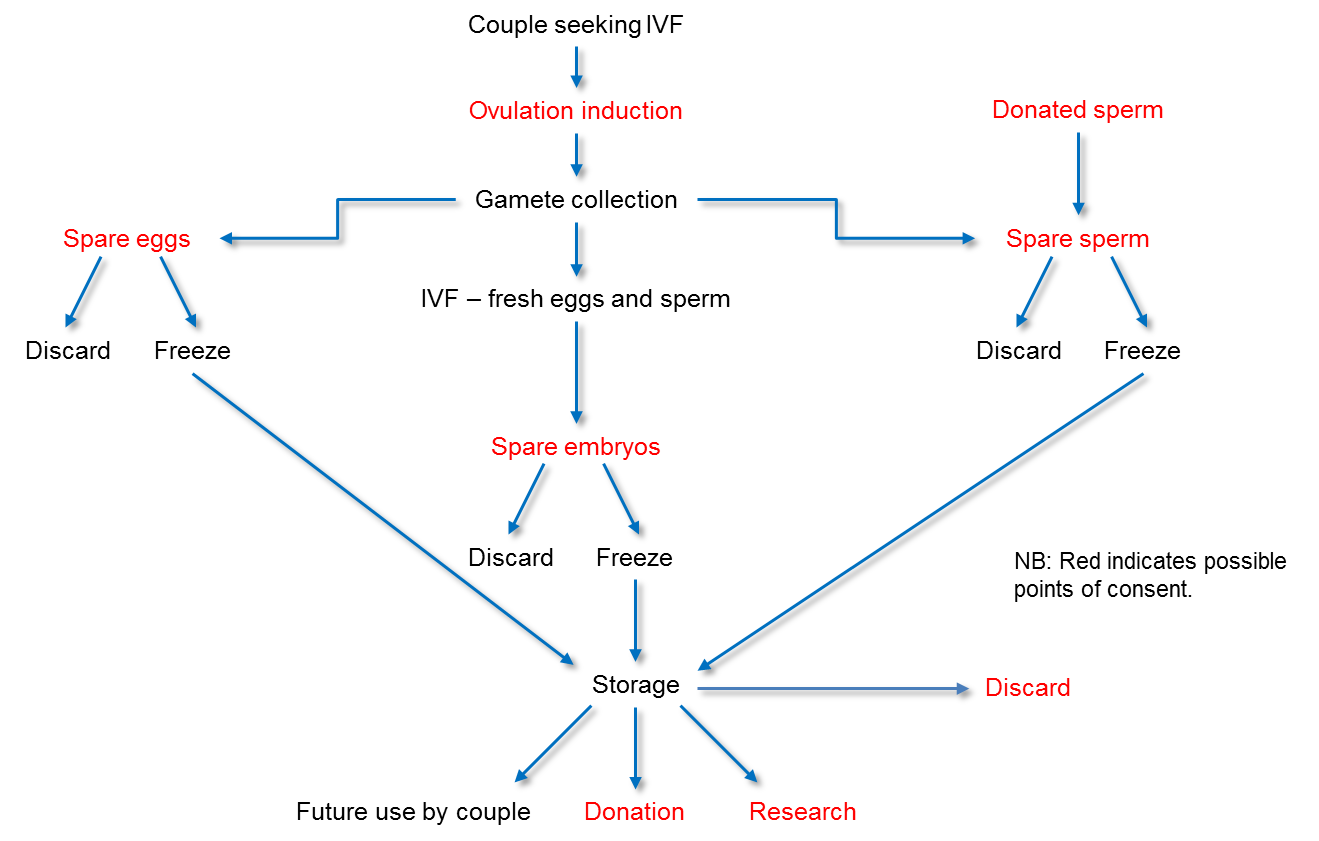 Couple seeking IVF
Ovulation induction
Donated sperm
Gamete collection
Spare eggs
Spare sperm
IVF – fresh eggs and sperm
Discard
Freeze
Discard
Freeze
Spare embryos
Discard
Freeze
NB: Red indicates possible
points of consent.
Storage
Discard
Future use by couple
Donation
Research